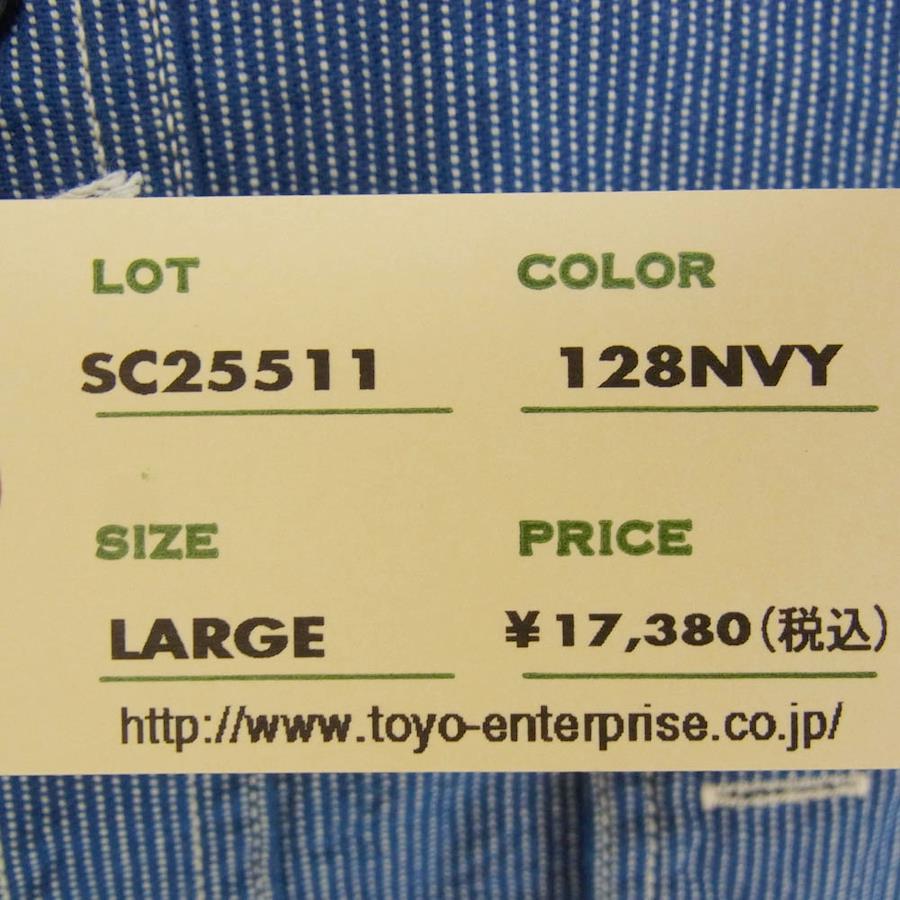 LOT COLOR
SC25511 128NVY
SIZE PRICE
LARGE ¥17,380(税込)
http://www.toyo-enterprise.co.jp/